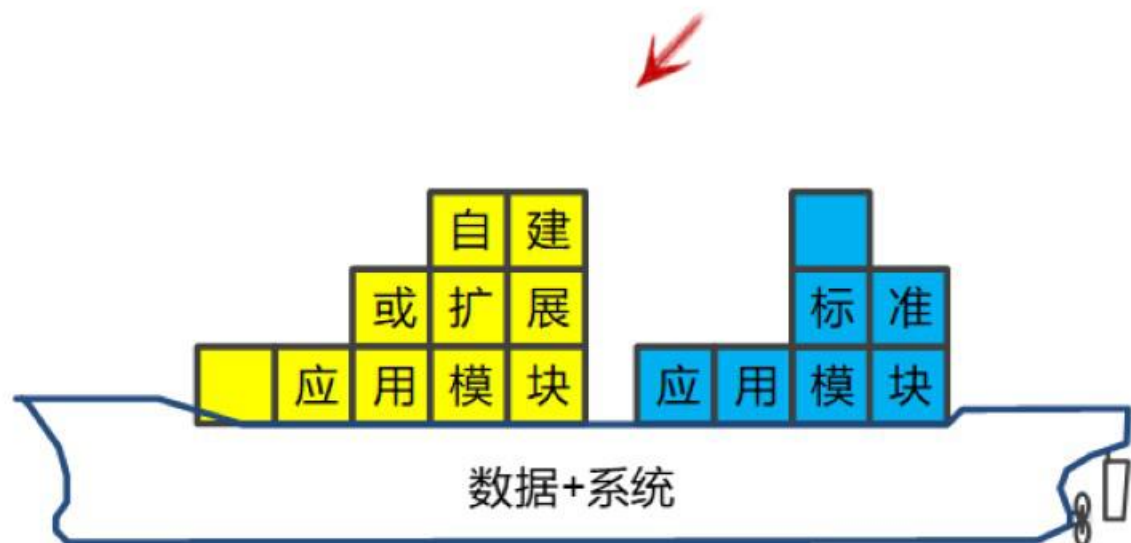 自建
或扩展
应用模块
标准
应用模块
数据+系统